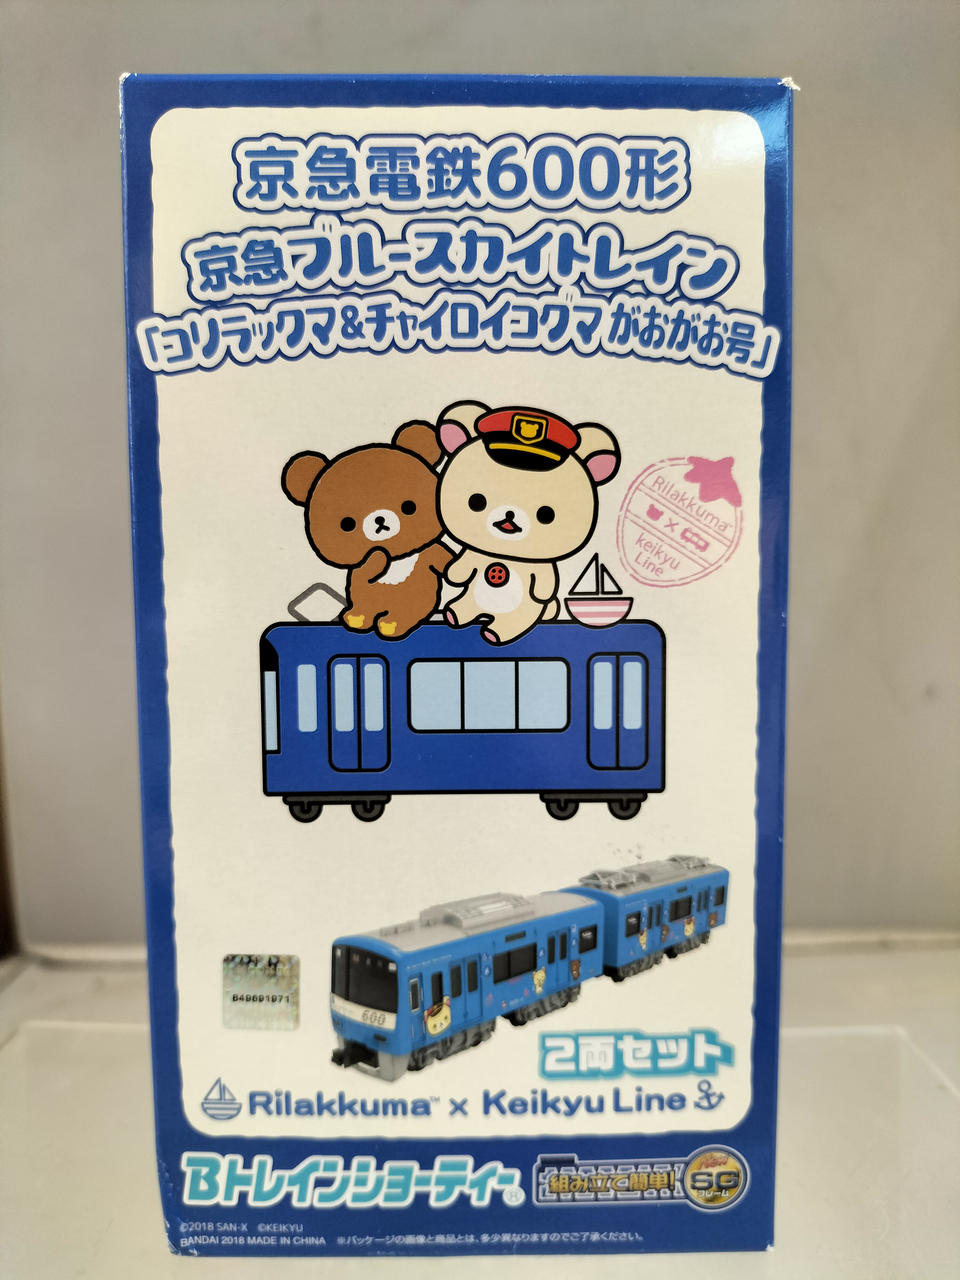 京急電鉄600形
京急ブルースカイトレイン
「コリラックマ&チャイロイコグマ がおがお号」
Rilakkuma™
×
keikyu
Line
600
B49691971
2両セット
Rilakkuma™ x Keikyu Line
Bトレインショーティー®
組み立て簡単!
New
SG
フレーム
©2018 SAN-X ©KEIKYU
BANDAI 2018 MADE IN CHINA ※パッケージの画像と商品とは、多少異なりますのでご了承ください。